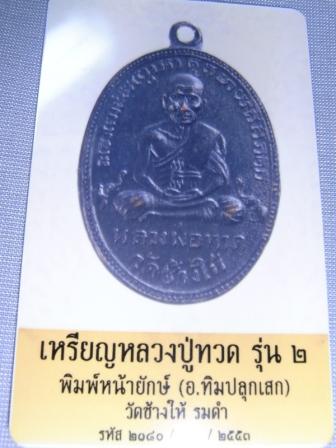 หลวงพ่อทวด
วัดช้างให้
เหรียญหลวงปู่ทวด รุ่น ๒
พิมพ์หน้ายักษ์ (อ.ทิมปลุกเสก)
วัดช้างให้ รมดำ
รหัส ๒๐๘๐/ / ๒๕๕๓